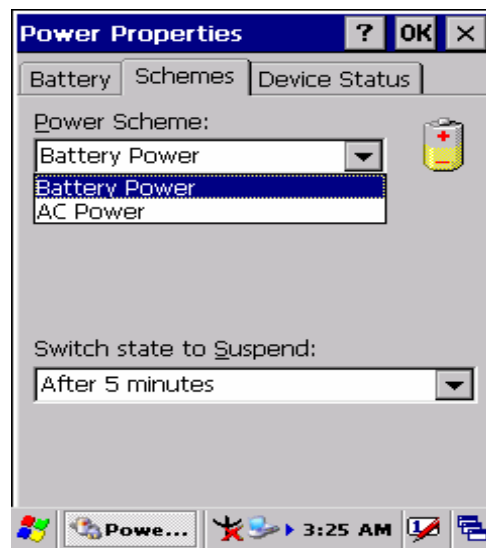 Power Properties ? OK ×
Battery Schemes Device Status
Power Scheme:
Battery Power
Battery Power
AC Power
Switch state to Suspend:
After 5 minutes
Powe... 3:25 AM